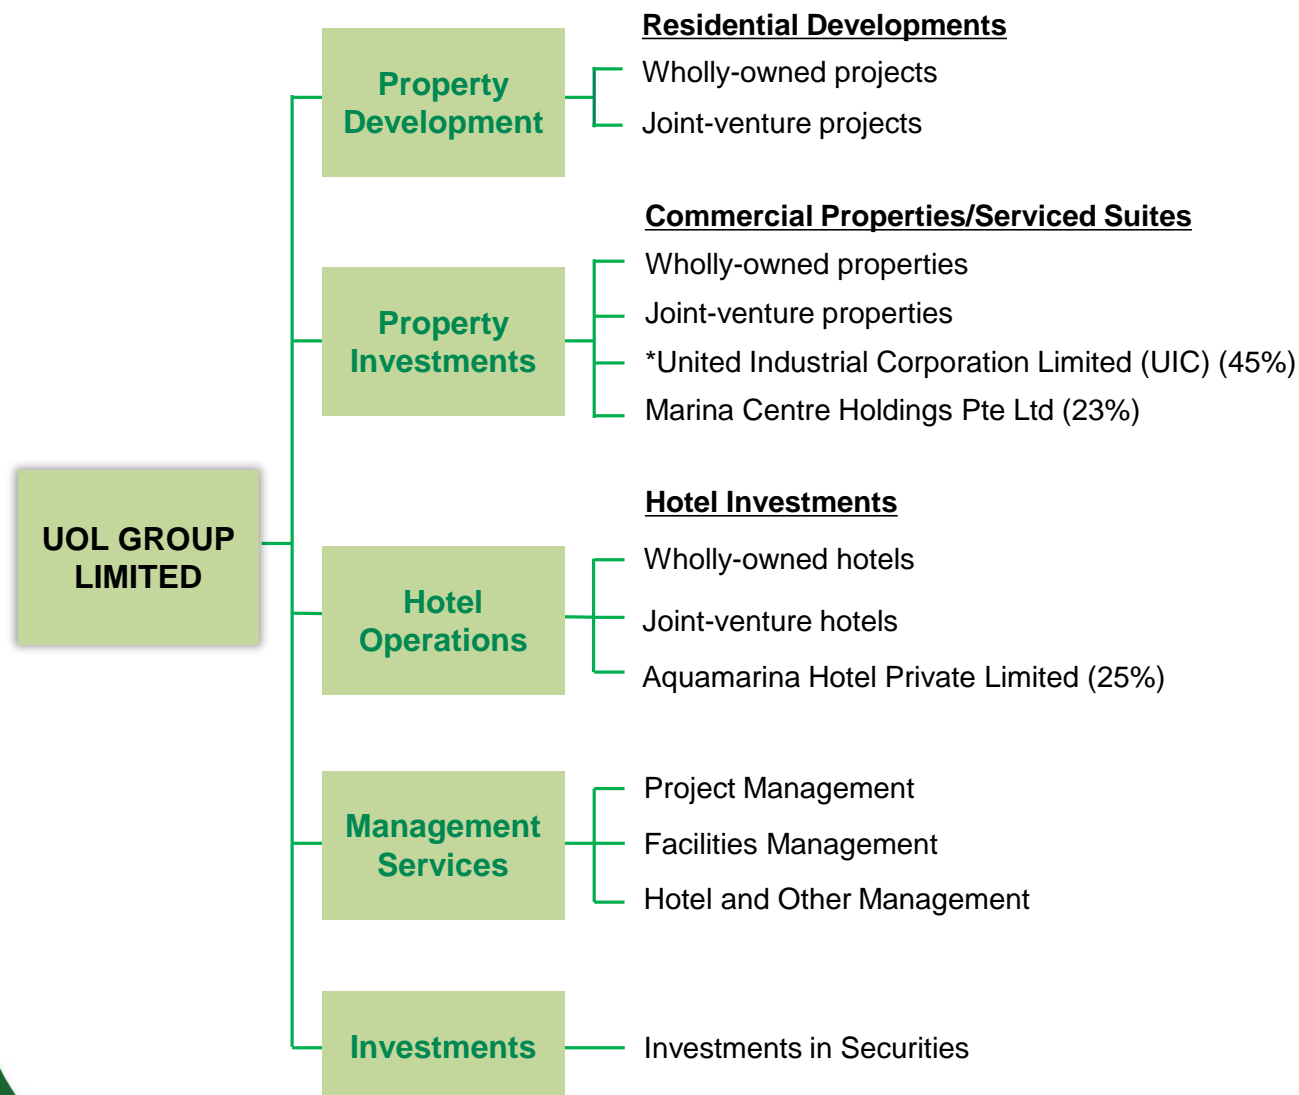 UOL GROUP
LIMITED
Property
Development
Residential Developments
Wholly-owned projects
Joint-venture projects
Property
Investments
Commercial Properties/Serviced Suites
Wholly-owned properties
Joint-venture properties
*United Industrial Corporation Limited (UIC) (45%)
Marina Centre Holdings Pte Ltd (23%)
Hotel
Operations
Hotel Investments
Wholly-owned hotels
Joint-venture hotels
Aquamarina Hotel Private Limited (25%)
Management
Services
Project Management
Facilities Management
Hotel and Other Management
Investments
Investments in Securities